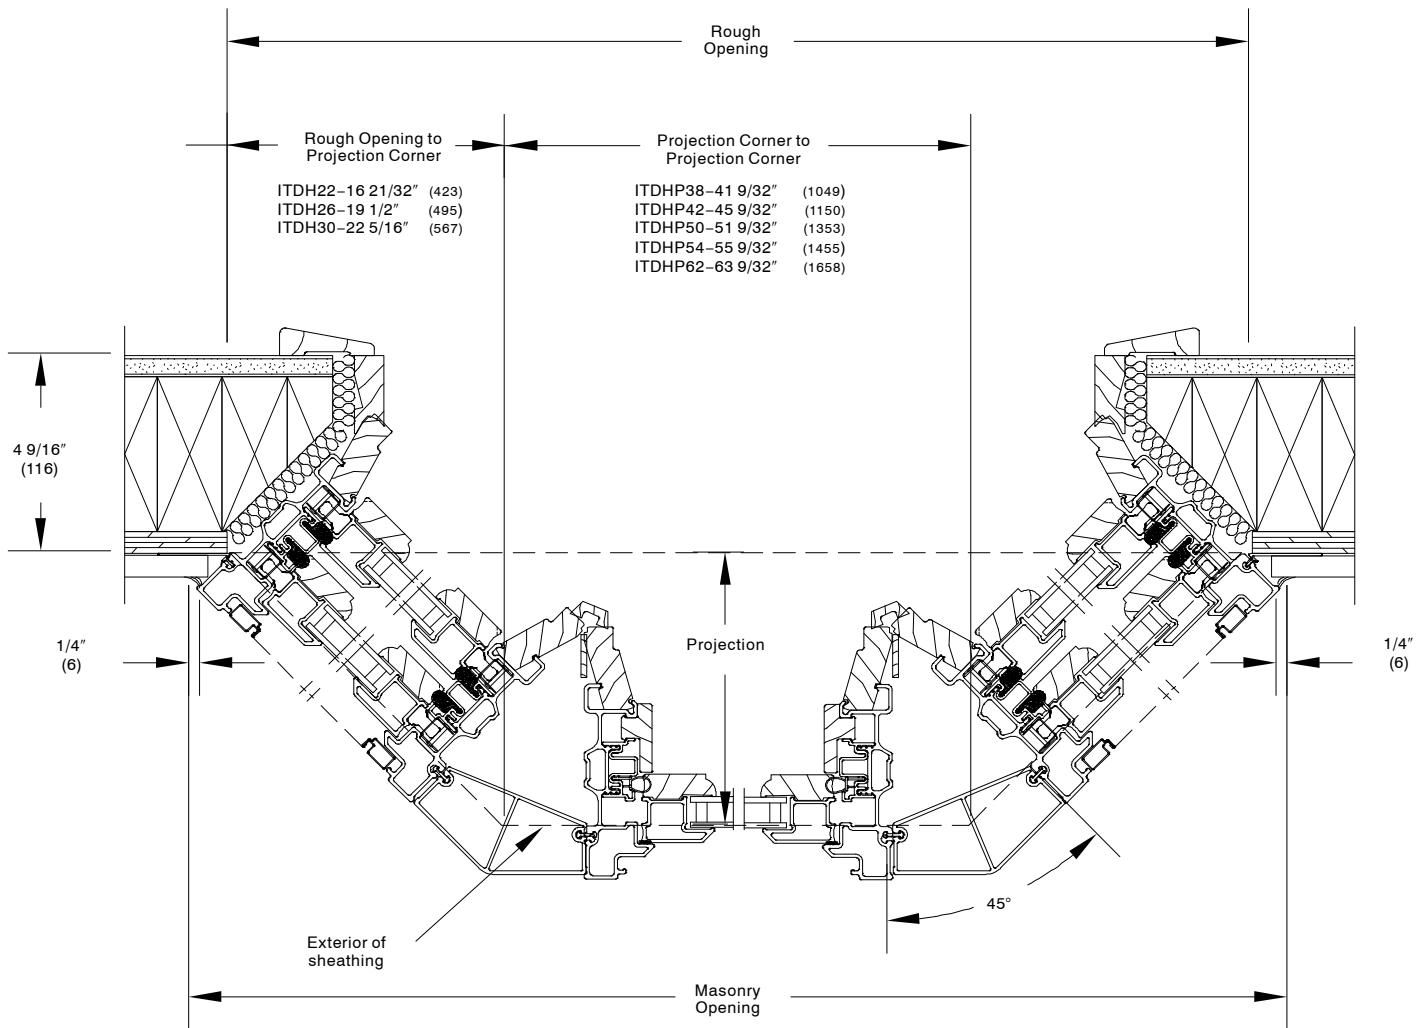 Rough
Opening
Rough Opening to
Projection Corner
ITDH22-16 21/32" (423)
ITDH26-19 1/2" (495)
ITDH30-22 5/16" (567)
Projection Corner to
Projection Corner
ITDHP38-41 9/32" (1049)
ITDHP42-45 9/32" (1150)
ITDHP50-51 9/32" (1353)
ITDHP54-55 9/32" (1455)
ITDHP62-63 9/32" (1658)
4 9/16"
(116)
1/4"
(6)
Projection
1/4"
(6)
45°
Exterior of
sheathing
Masonry
Opening